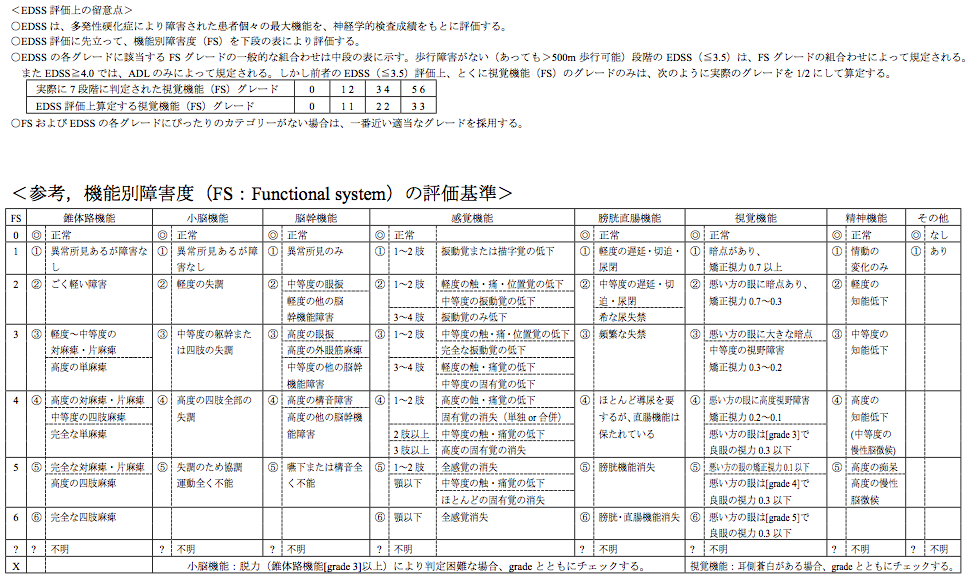 ＜EDSS 評価上の留意点＞
○EDSS は、多発性硬化症により障害された患者個々の最大機能を、神経学的検査成績をもとに評価する。
○EDSS 評価に先立って、機能別障害度（FS）を下段の表により評価する。
○EDSS の各グレードに該当する FS グレードの一般的な組合わせは中段の表に示す。歩行障害がない（あっても＞500m 歩行可能）段階の EDSS（≦3.5）は、FS グレードの組合わせによって規定される。
また EDSS≧4.0 では、ADL のみによって規定される。しかし前者の EDSS（≦3.5）評価上、とくに視覚機能（FS）のグレードのみは、次のように実際のグレードを 1/2 にして算定する。
実際に 7 段階に判定された視覚機能（FS）グレード 0 1 2 3 4 5 6
EDSS 評価上算定する視覚機能（FS）グレード 0 1 1 2 2 3 3
○FS および EDSS の各グレードにぴったりのカテゴリーがない場合は、一番近い適当なグレードを採用する。
＜参考，機能別障害度（FS：Functional system）の評価基準＞
FS 錐体路機能 小脳機能 脳幹機能 感覚機能 膀胱直腸機能 視覚機能 精神機能 その他
0 ◎ 正常 ◎ 正常 ◎ 正常 ◎ 正常 ◎ 正常 ◎ 正常 ◎ 正常 ◎ なし
1 ① 異常所見あるが障害な ① 異常所見あるが障 ① 異常所見のみ ① 1～2 肢 振動覚または描字覚の低下 ① 軽度の遅延・切迫・ ① 暗点があり、 ① 情動の ① あり
し 害なし 尿閉 矯正視力 0.7 以上 変化のみ
2 ② ごく軽い障害 ② 軽度の失調 ② 中等度の眼振 ② 1～2 肢 軽度の触・痛・位置覚の低下 ② 中等度の遅延・切 ② 悪い方の眼に暗点あり、 ② 軽度の
軽度の他の脳 中等度の振動覚の低下 迫・尿閉 矯正視力 0.7～0.3 知能低下
幹機能障害 3～4 肢 振動覚のみ低下 希な尿失禁
3 ③ 軽度～中等度の ③ 中等度の躯幹また ③ 高度の眼振 ③ 1～2 肢 中等度の触・痛・位置覚の低下 ③ 頻繁な失禁 ③ 悪い方の眼に大きな暗点 ③ 中等度の
対麻痺・片麻痺 は四肢の失調 高度の外眼筋麻痺 完全な振動覚の低下 中等度の視野障害 知能低下
高度の単麻痺 中等度の他の脳幹 3～4 肢 軽度の触・痛覚の低下 矯正視力 0.3～0.2
機能障害 中等度の固有覚の低下
4 ④ 高度の対麻痺・片麻痺 ④ 高度の四肢全部の ④ 高度の構音障害 ④ 1～2 肢 高度の触・痛覚の低下 ④ ほとんど導尿を要 ④ 悪い方の眼に高度視野障害 ④ 高度の
中等度の四肢麻痺 失調 高度の他の脳幹機 固有覚の消失（単独 or 合併） するが、直腸機能は 矯正視力 0.2～0.1 知能低下
完全な単麻痺 能障害 2 肢以上 中等度の触・痛覚の低下 保たれている 悪い方の眼は[grade 3]で (中等度の
3 肢以上 高度の固有覚の消失 良眼の視力 0.3 以下 慢性脳徴候)
5 ⑤ 完全な対麻痺・片麻痺 ⑤ 失調のため協調 ⑤ 嚥下または構音全 ⑤ 1～2 肢 全感覚の消失 ⑤ 膀胱機能消失 ⑤ 悪い方の眼の矯正視力 0.1 以下 ⑤ 高度の痴呆
高度の四肢麻痺 運動全く不能 く不能 顎以下 中等度の触・痛覚の低下 悪い方の眼は[grade 4]で 高度の慢性
ほとんどの固有覚の消失 良眼の視力 0.3 以下 脳徴候
6 ⑥ 完全な四肢麻痺 ⑥ 顎以下 全感覚消失 ⑥ 膀胱・直腸機能消失 ⑥ 悪い方の眼は[grade 5]で
良眼の視力 0.3 以下
? ? 不明 ? 不明 ? 不明 ? 不明 ? 不明 ? 不明 ? 不明 ? 不明
X 小脳機能：脱力（錐体路機能[grade 3]以上）により判定困難な場合、grade とともにチェックする。 視覚機能：耳側蒼白がある場合、grade とともにチェックする。